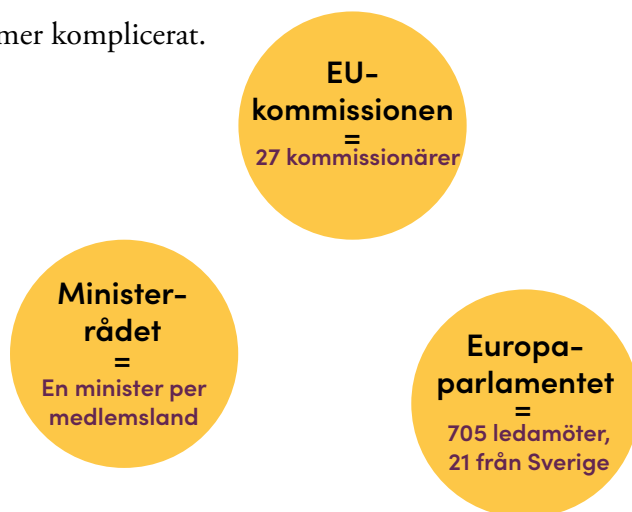 mer komplicerat.
EU-
kommissionen
=
27 kommissionärer
Minister-
rådet
=
En minister per
medlemsland
Europa-
parlamentet
=
705 ledamöter,
21 från Sverige